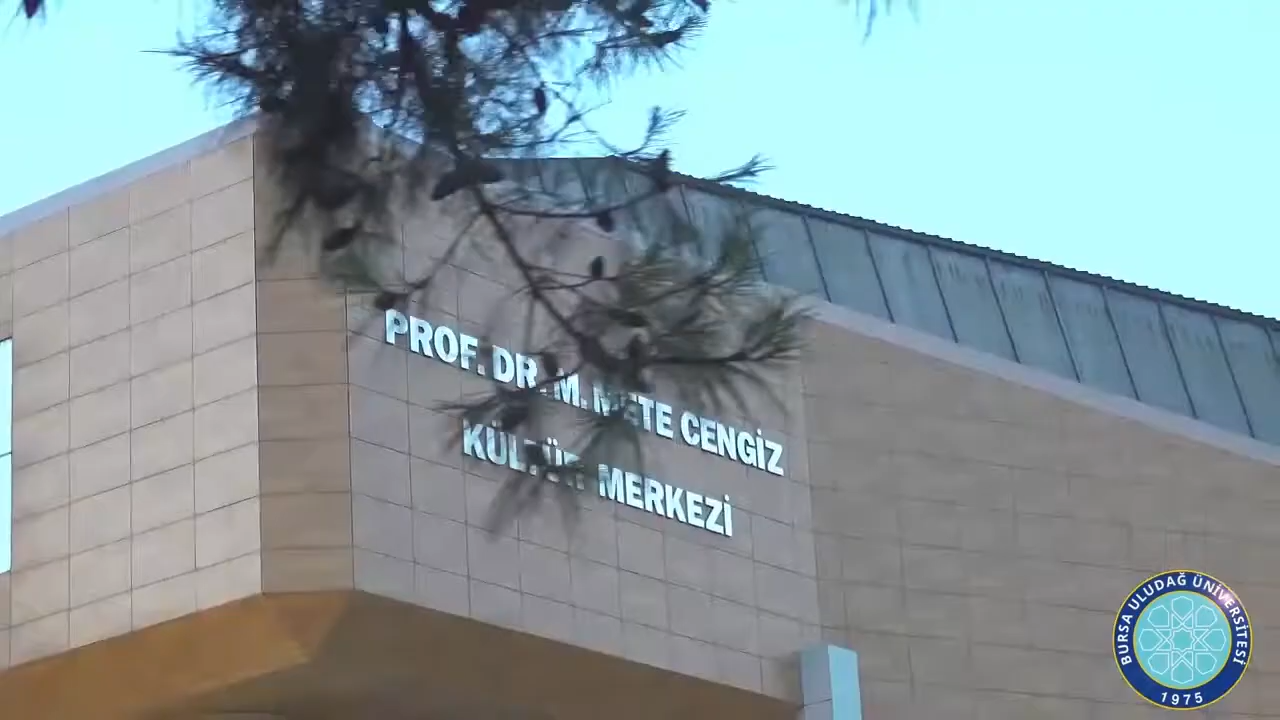 PROF. DR. M. METE CENGİZ
KÜLTÜR MERKEZİ
BURSA ULUDAĞ ÜNİVERSİTESİ
1975